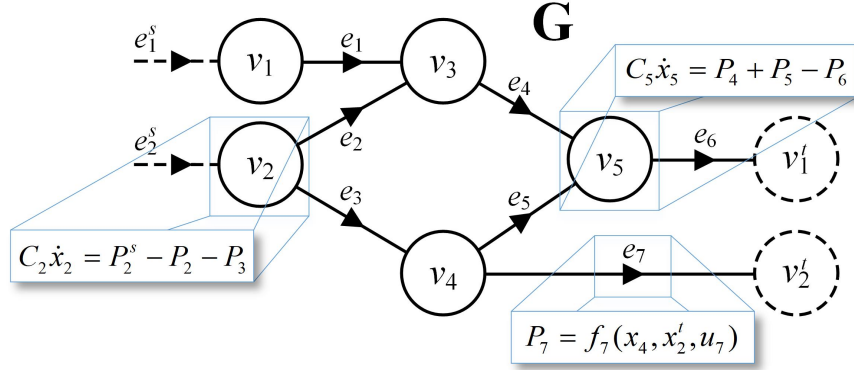 G
e_1^s
v_1
e_1
v_3
e_4
C_5 ẋ_5 = P_4 + P_5 − P_6
e_2^s
v_2
e_2
e_3
v_5
e_6
v_1^t
e_5
C_2 ẋ_2 = P_2^s − P_2 − P_3
v_4
e_7
v_2^t
P_7 = f_7(x_4, x_2^t, u_7)